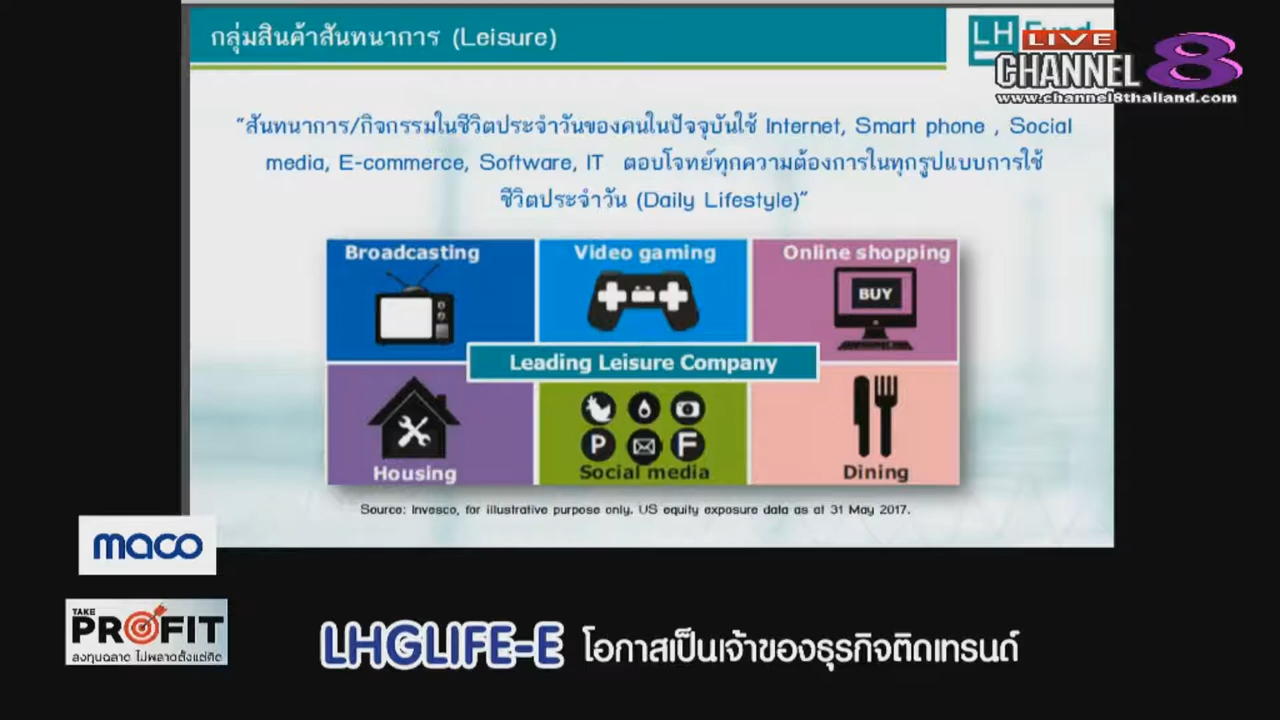 กลุ่มสินค้าสันทนาการ (Leisure)
LH Fund
LIVE
CHANNEL 8
www.channel8thailand.com
"สันทนาการ/กิจกรรมในชีวิตประจำวันของคนในปัจจุบันใช้ Internet, Smart phone , Social
media, E-commerce, Software, IT ตอบโจทย์ทุกความต้องการในทุกรูปแบบการใช้
ชีวิตประจำวัน (Daily Lifestyle)"
Broadcasting
Video gaming
Online shopping
BUY
Leading Leisure Company
P
F
Housing
Social media
Dining
Source: Invesco, for illustrative purpose only. US equity exposure data as at 31 May 2017.
maco
TAKE
PROFIT
ลงทุนฉลาด ไม่พลาดตั้งแต่คิด
LHGLIFE-E โอกาสเป็นเจ้าของธุรกิจติดเทรนด์